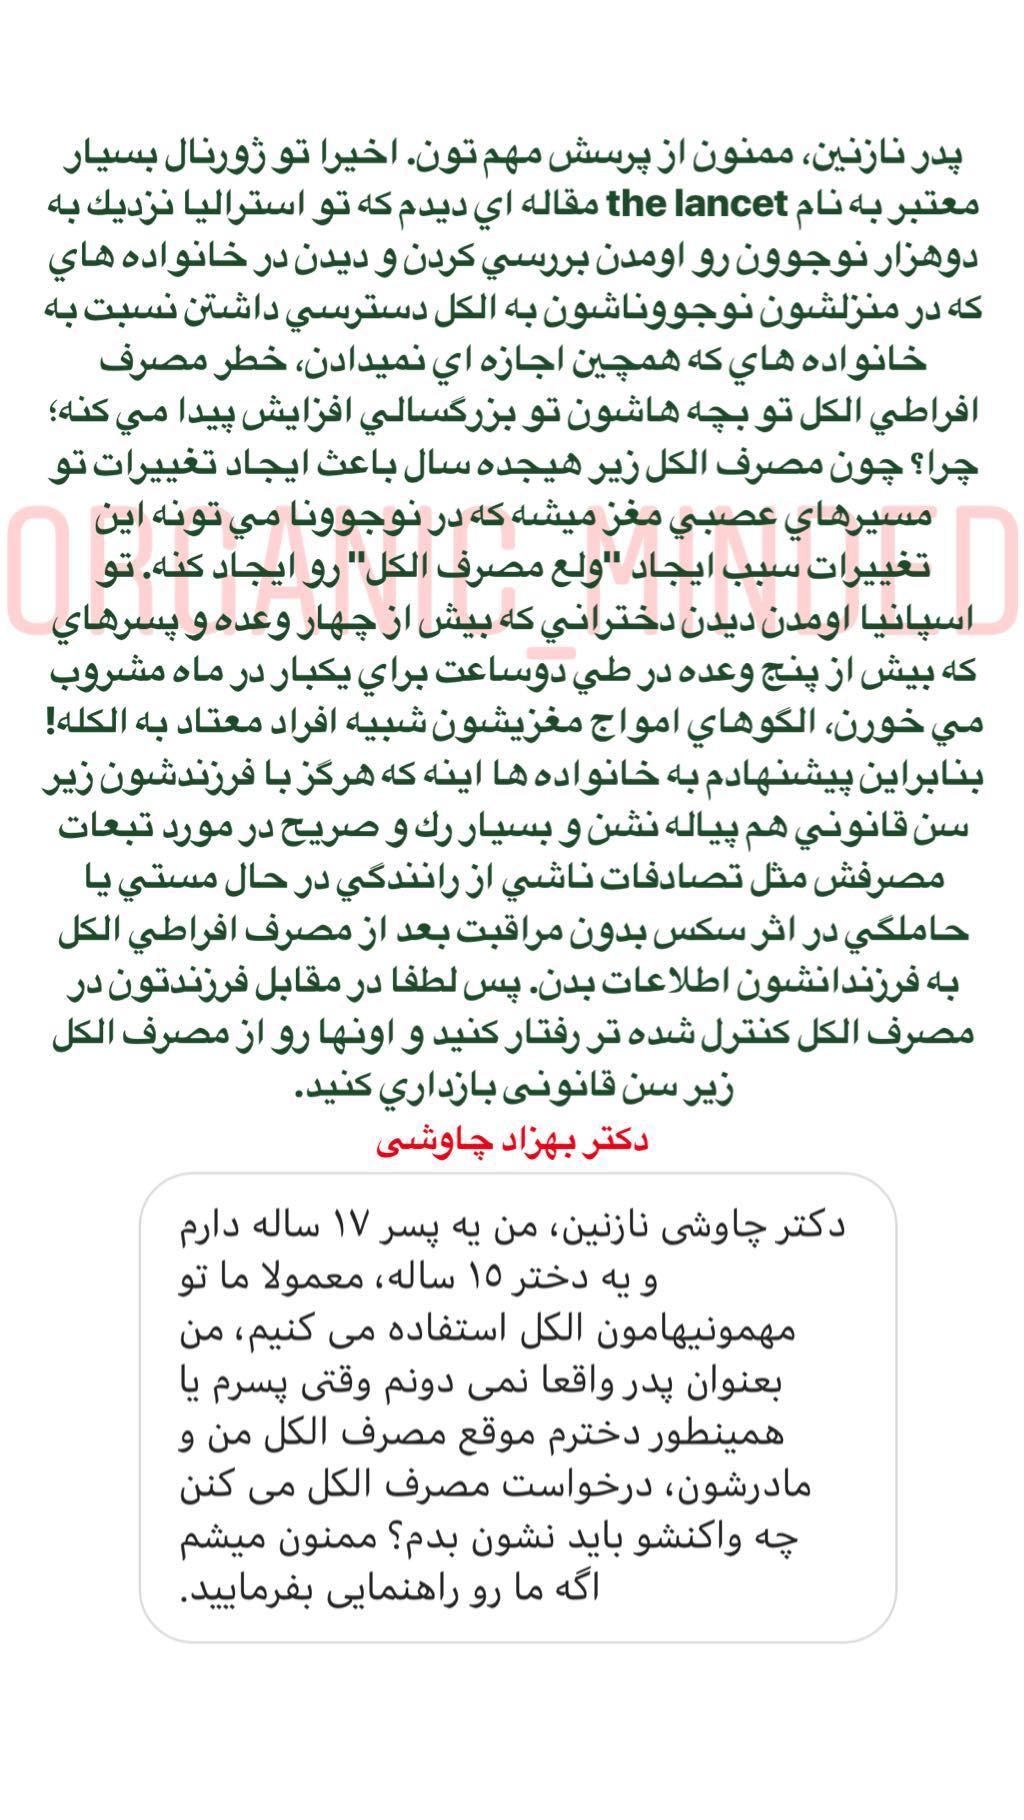 پدر نازنين، ممنون از پرسش مهم تون. اخيرا تو ژورنال بسيار
معتبر به نام the lancet مقاله اي ديدم كه تو استراليا نزديك به
دوهزار نوجوون رو اومدن بررسي كردن و ديدن در خانواده هاي
كه در منزلشون نوجووناشون به الكل دسترسي داشتن نسبت به
خانواده هاي كه همچين اجازه اي نميدادن، خطر مصرف
افراطي الكل تو بچه هاشون تو بزرگسالي افزايش پيدا مي كنه؛
چرا؟ چون مصرف الكل زير هيجده سال باعث ايجاد تغييرات تو
مسيرهاي عصبي مغز ميشه كه در نوجوونا مي تونه اين
تغييرات سبب ايجاد "ولع مصرف الكل" رو ايجاد كنه. تو
اسپانيا اومدن ديدن دختراني كه بيش از چهار وعده و پسرهاي
كه بيش از پنج وعده در طي دوساعت براي يكبار در ماه مشروب
مي خورن، الگوهاي امواج مغزيشون شبيه افراد معتاد به الكله!
بنابراين پيشنهادم به خانواده ها اينه كه هرگز با فرزندشون زير
سن قانوني هم پياله نشن و بسيار رك و صريح در مورد تبعات
مصرفش مثل تصادفات ناشي از رانندگي در حال مستي يا
حاملگي در اثر سكس بدون مراقبت بعد از مصرف افراطي الكل
به فرزندانشون اطلاعات بدن. پس لطفا در مقابل فرزندتون در
مصرف الكل كنترل شده تر رفتار كنيد و اونها رو از مصرف الكل
زير سن قانونی بازداري كنيد.
دکتر بهزاد چاوشی
ORGANIC_MINDED
دکتر چاوشی نازنین، من یه پسر ۱۷ ساله دارم
و یه دختر ۱۵ ساله، معمولا ما تو
مهمونیهامون الکل استفاده می کنیم، من
بعنوان پدر واقعا نمی دونم وقتی پسرم یا
همینطور دخترم موقع مصرف الکل من و
مادرشون، درخواست مصرف الکل می کنن
چه واکنشو باید نشون بدم؟ ممنون میشم
اگه ما رو راهنمایی بفرمایید.